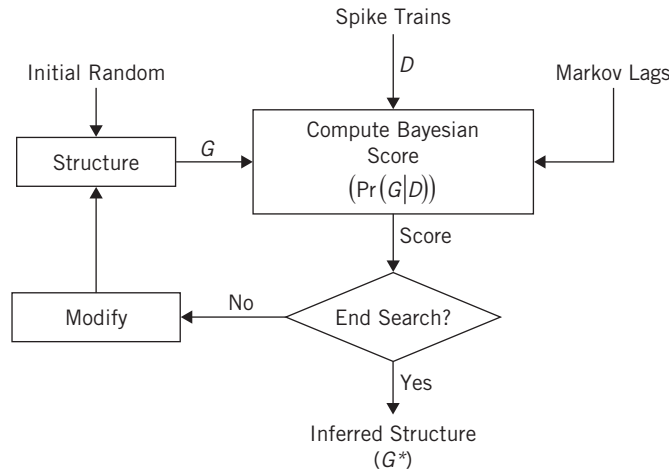 Spike Trains
D
Initial Random
Markov Lags
Structure
G
Compute Bayesian
Score
(Pr(G|D))
Score
Modify
No
End Search?
Yes
Inferred Structure
(G*)